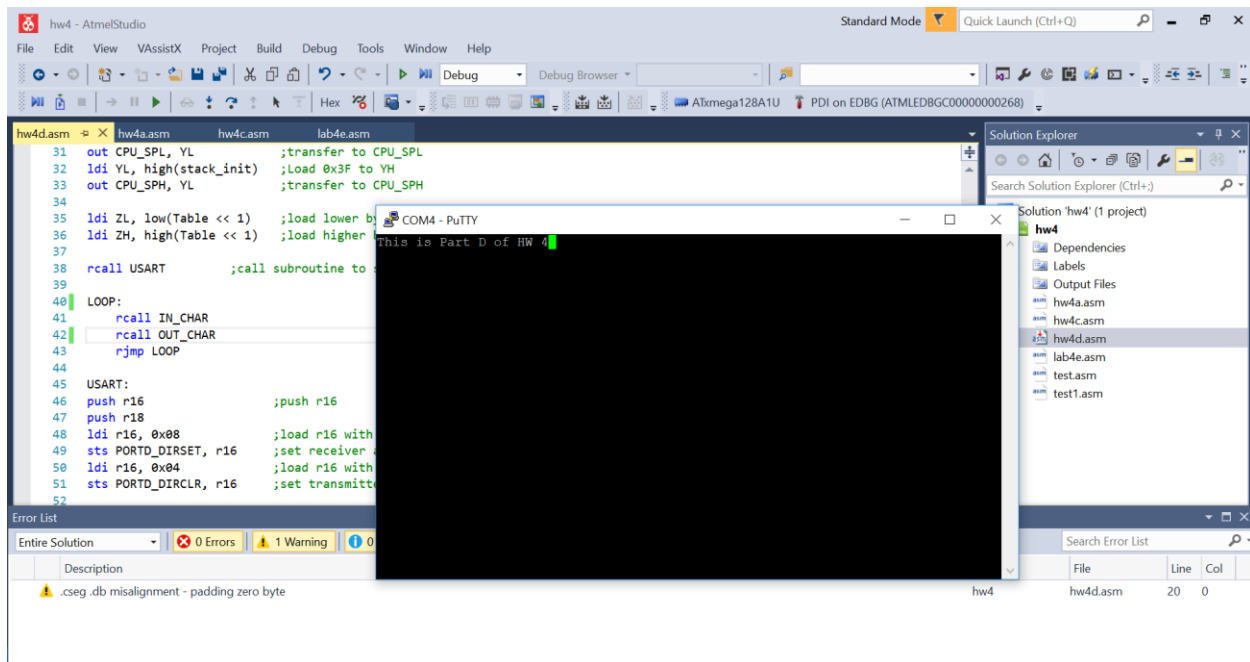 hw4 - AtmelStudio
Standard Mode
Quick Launch (Ctrl+Q)
File Edit View VAssistX Project Build Debug Tools Window Help
Debug
Debug Browser
Hex
ATxmega128A1U
PDI on EDBG (ATMLEDBGC00000000268)
hw4d.asm hw4a.asm hw4c.asm lab4e.asm
31 out CPU_SPL, YL ;transfer to CPU_SPL
32 ldi YL, high(stack_init) ;Load 0x3F to YH
33 out CPU_SPH, YL ;transfer to CPU_SPH
34
35 ldi ZL, low(Table << 1) ;load lower by
36 ldi ZH, high(Table << 1) ;load higher
37
38 rcall USART ;call subroutine to s
39
40 LOOP:
41 rcall IN_CHAR
42 rcall OUT_CHAR
43 rjmp LOOP
44
45 USART:
46 push r16 ;push r16
47 push r18
48 ldi r16, 0x08 ;load r16 with
49 sts PORTD_DIRSET, r16 ;set receiver
50 ldi r16, 0x04 ;load r16 with
51 sts PORTD_DIRCLR, r16 ;set transmitt
52
COM4 - PuTTY
This is Part D of HW 4
Solution Explorer
Search Solution Explorer (Ctrl+;)
Solution 'hw4' (1 project)
hw4
Dependencies
Labels
Output Files
hw4a.asm
hw4c.asm
hw4d.asm
lab4e.asm
test.asm
test1.asm
Error List
Entire Solution
0 Errors
1 Warning
0
Search Error List
Description File Line Col
.cseg .db misalignment - padding zero byte hw4 hw4d.asm 20 0